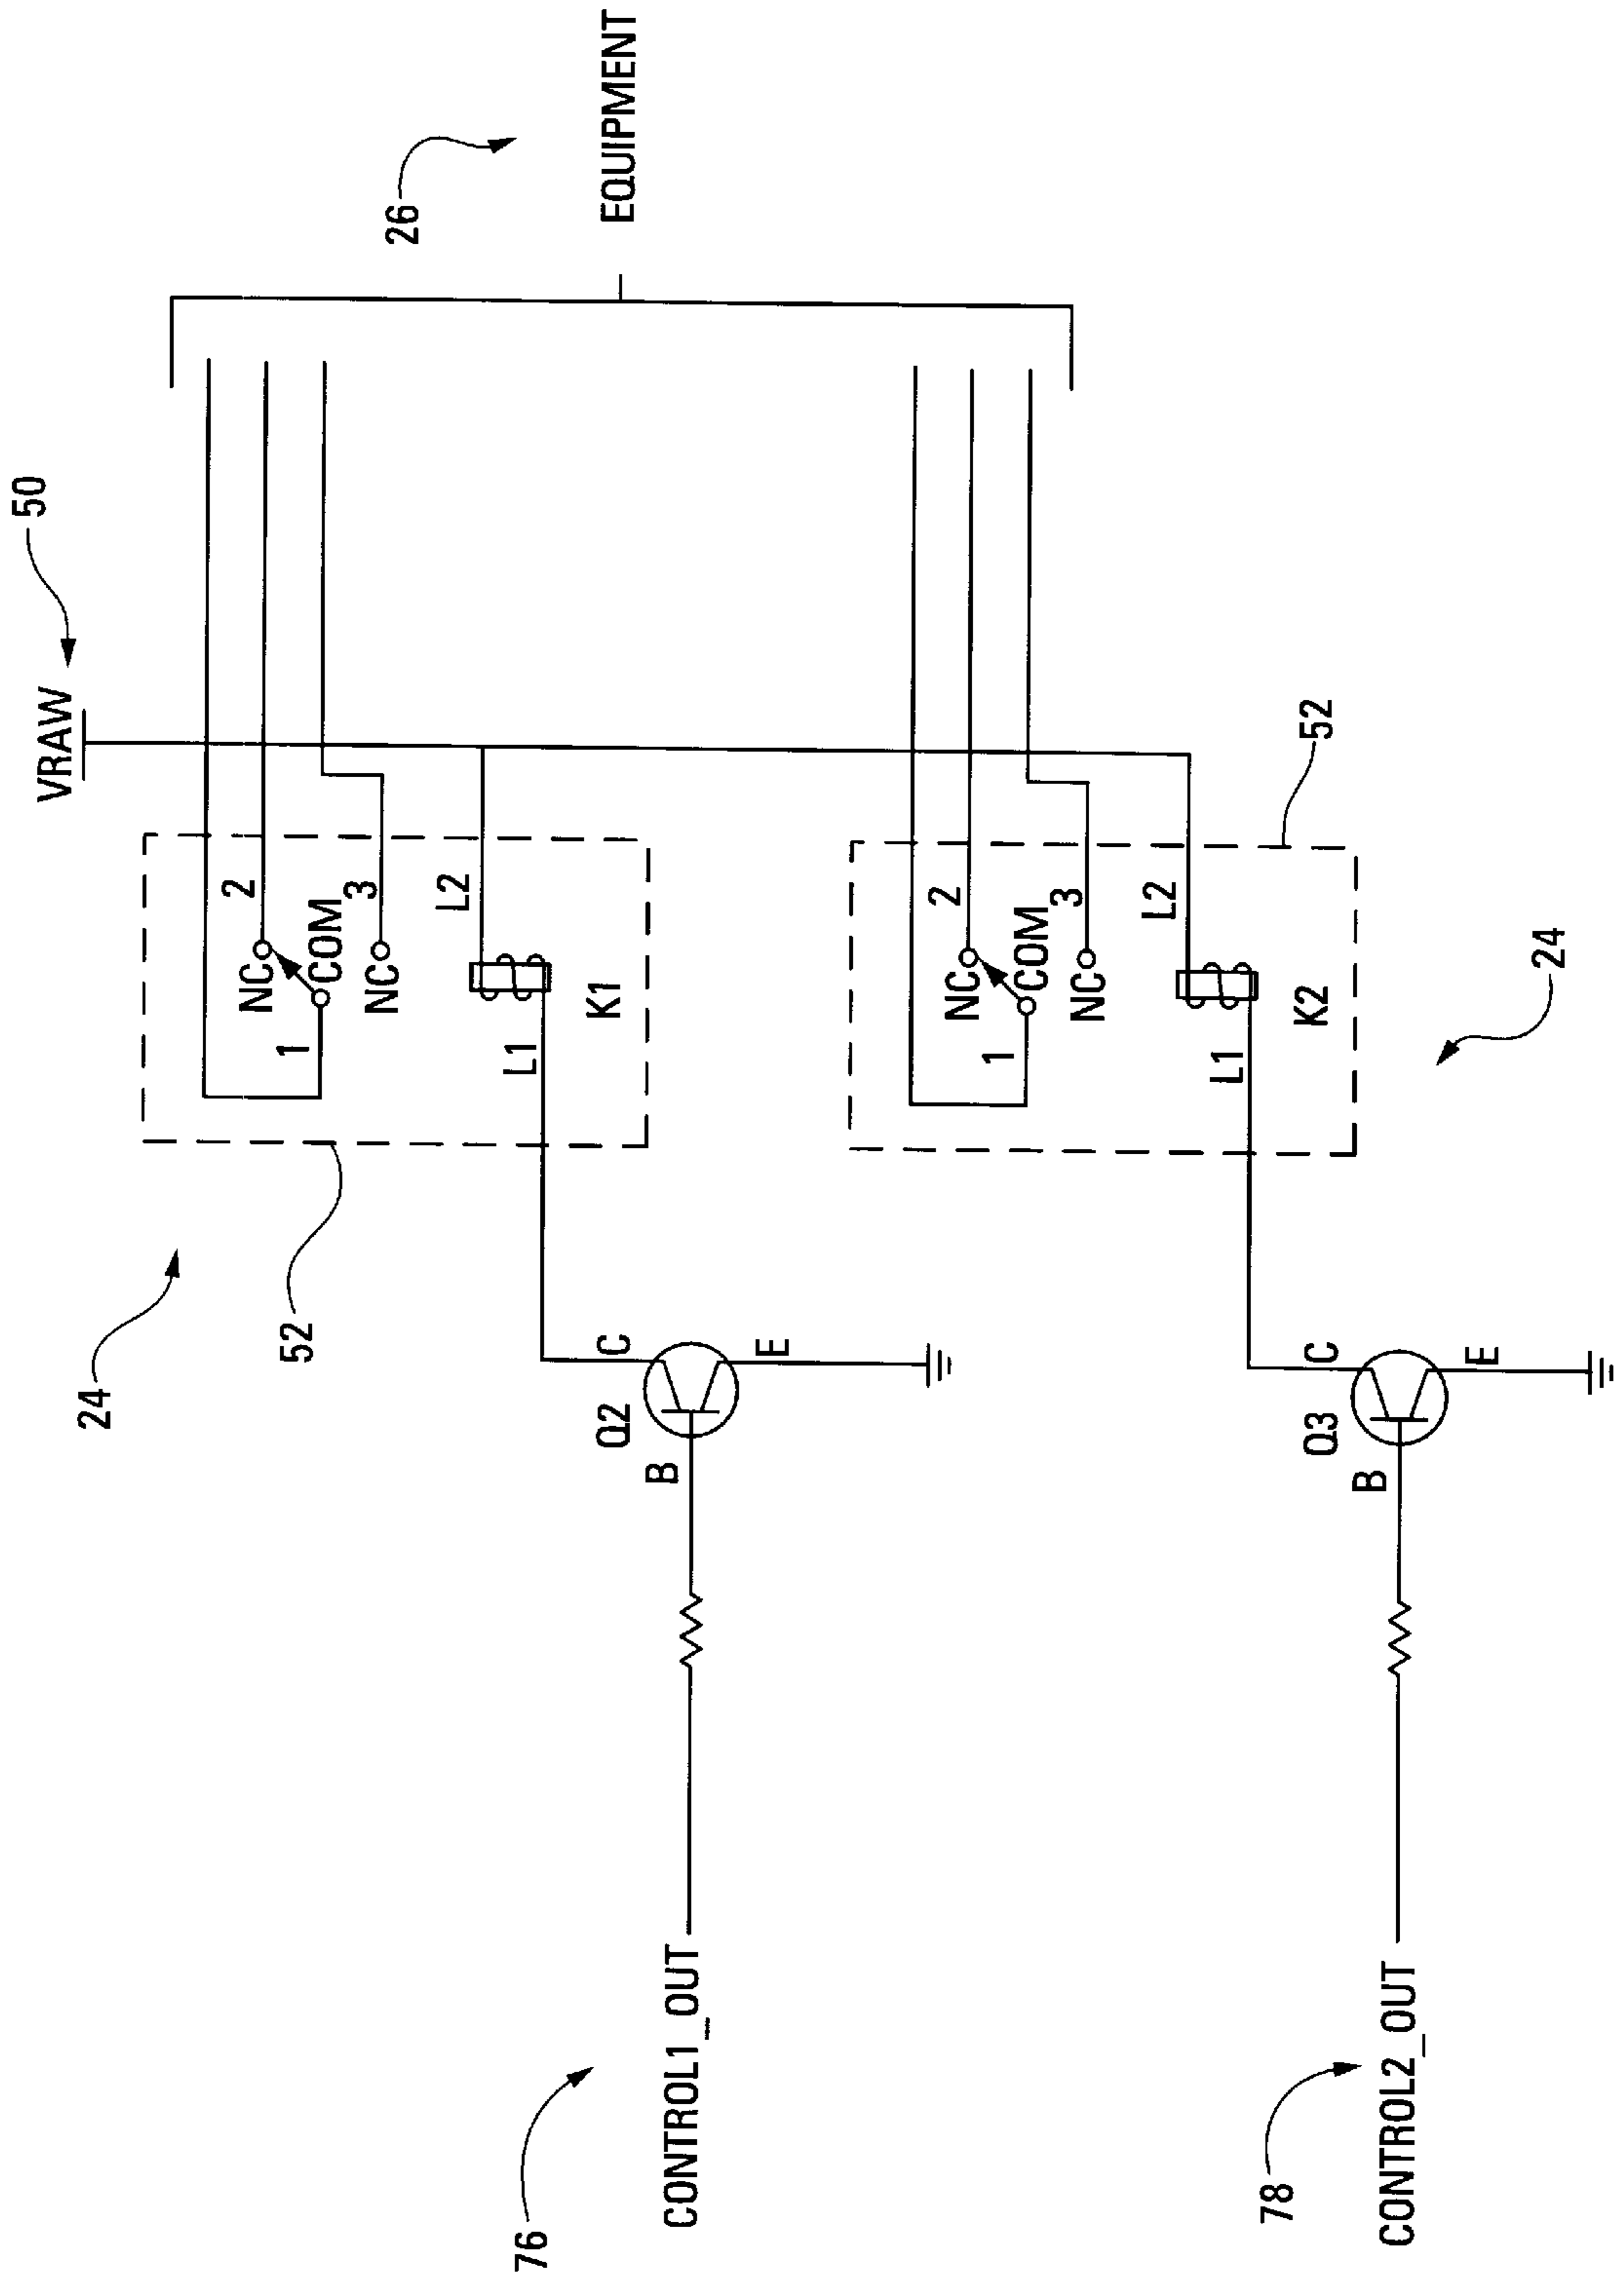 VRAW
50
26
EQUIPMENT
24
52
2
NC
COM
1
NC
3
L2
L1
K1
C
Q2
B
E
76
CONTROL1_OUT
2
NC
COM
1
NC
3
52
L2
L1
K2
24
C
Q3
B
E
78
CONTROL2_OUT